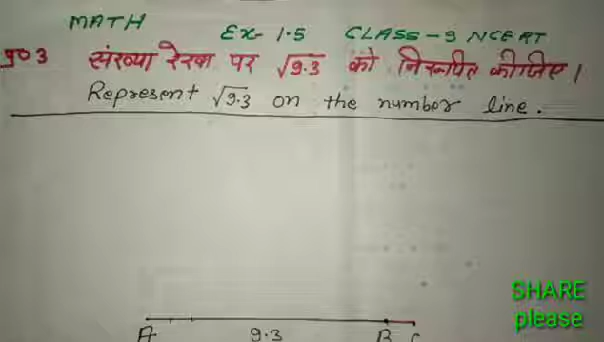 MATH EX- 1.5 CLASS-9 NCERT
प्र० 3 संख्या रेखा पर √9.3 को निरूपित कीजिए।
Represent √9.3 on the number line.
SHARE
please
A 9.3 B C